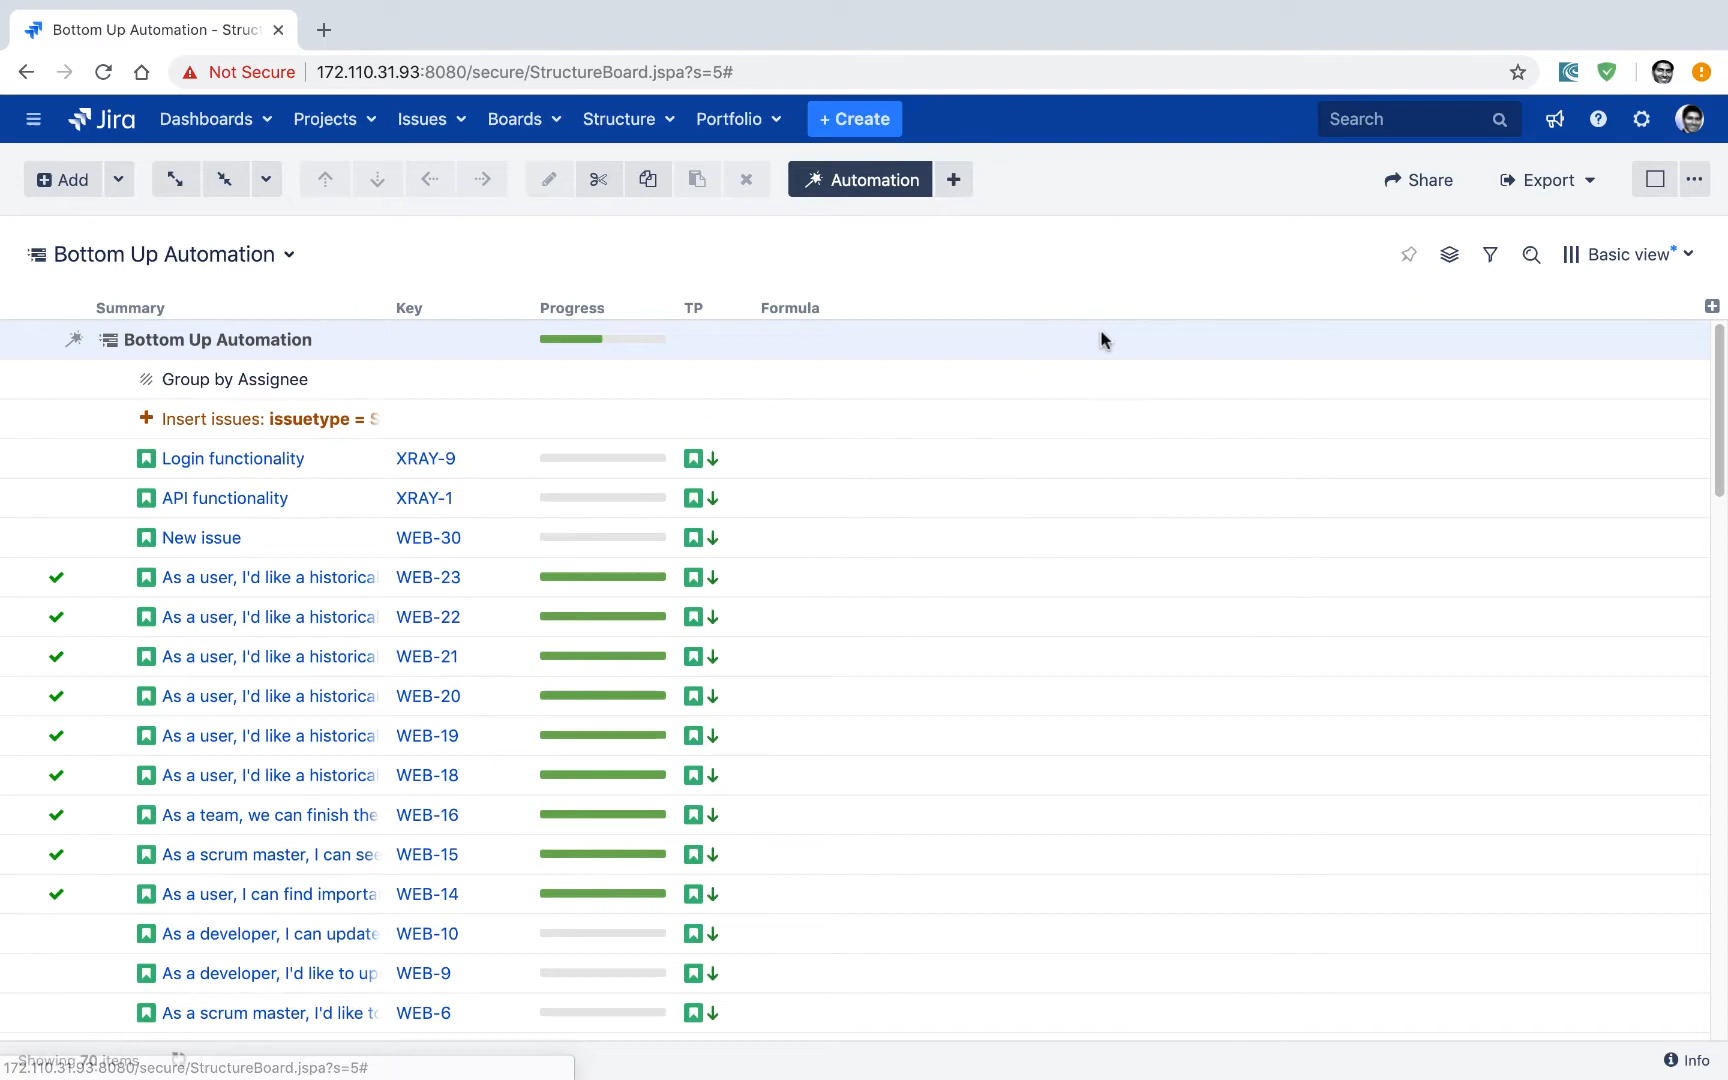 Bottom Up Automation - Struct
Not Secure 172.110.31.93:8080/secure/StructureBoard.jspa?s=5#
Jira Dashboards Projects Issues Boards Structure Portfolio + Create Search
Add Automation Share Export
Bottom Up Automation Basic view*
Summary Key Progress TP Formula
Bottom Up Automation
Group by Assignee
Insert issues: issuetype = S
Login functionality XRAY-9
API functionality XRAY-1
New issue WEB-30
As a user, I'd like a historical WEB-23
As a user, I'd like a historical WEB-22
As a user, I'd like a historical WEB-21
As a user, I'd like a historical WEB-20
As a user, I'd like a historical WEB-19
As a user, I'd like a historical WEB-18
As a team, we can finish the WEB-16
As a scrum master, I can see WEB-15
As a user, I can find importa WEB-14
As a developer, I can update WEB-10
As a developer, I'd like to up WEB-9
As a scrum master, I'd like to WEB-6
Showing 70 items Info
172.110.31.93:8080/secure/StructureBoard.jspa?s=5#